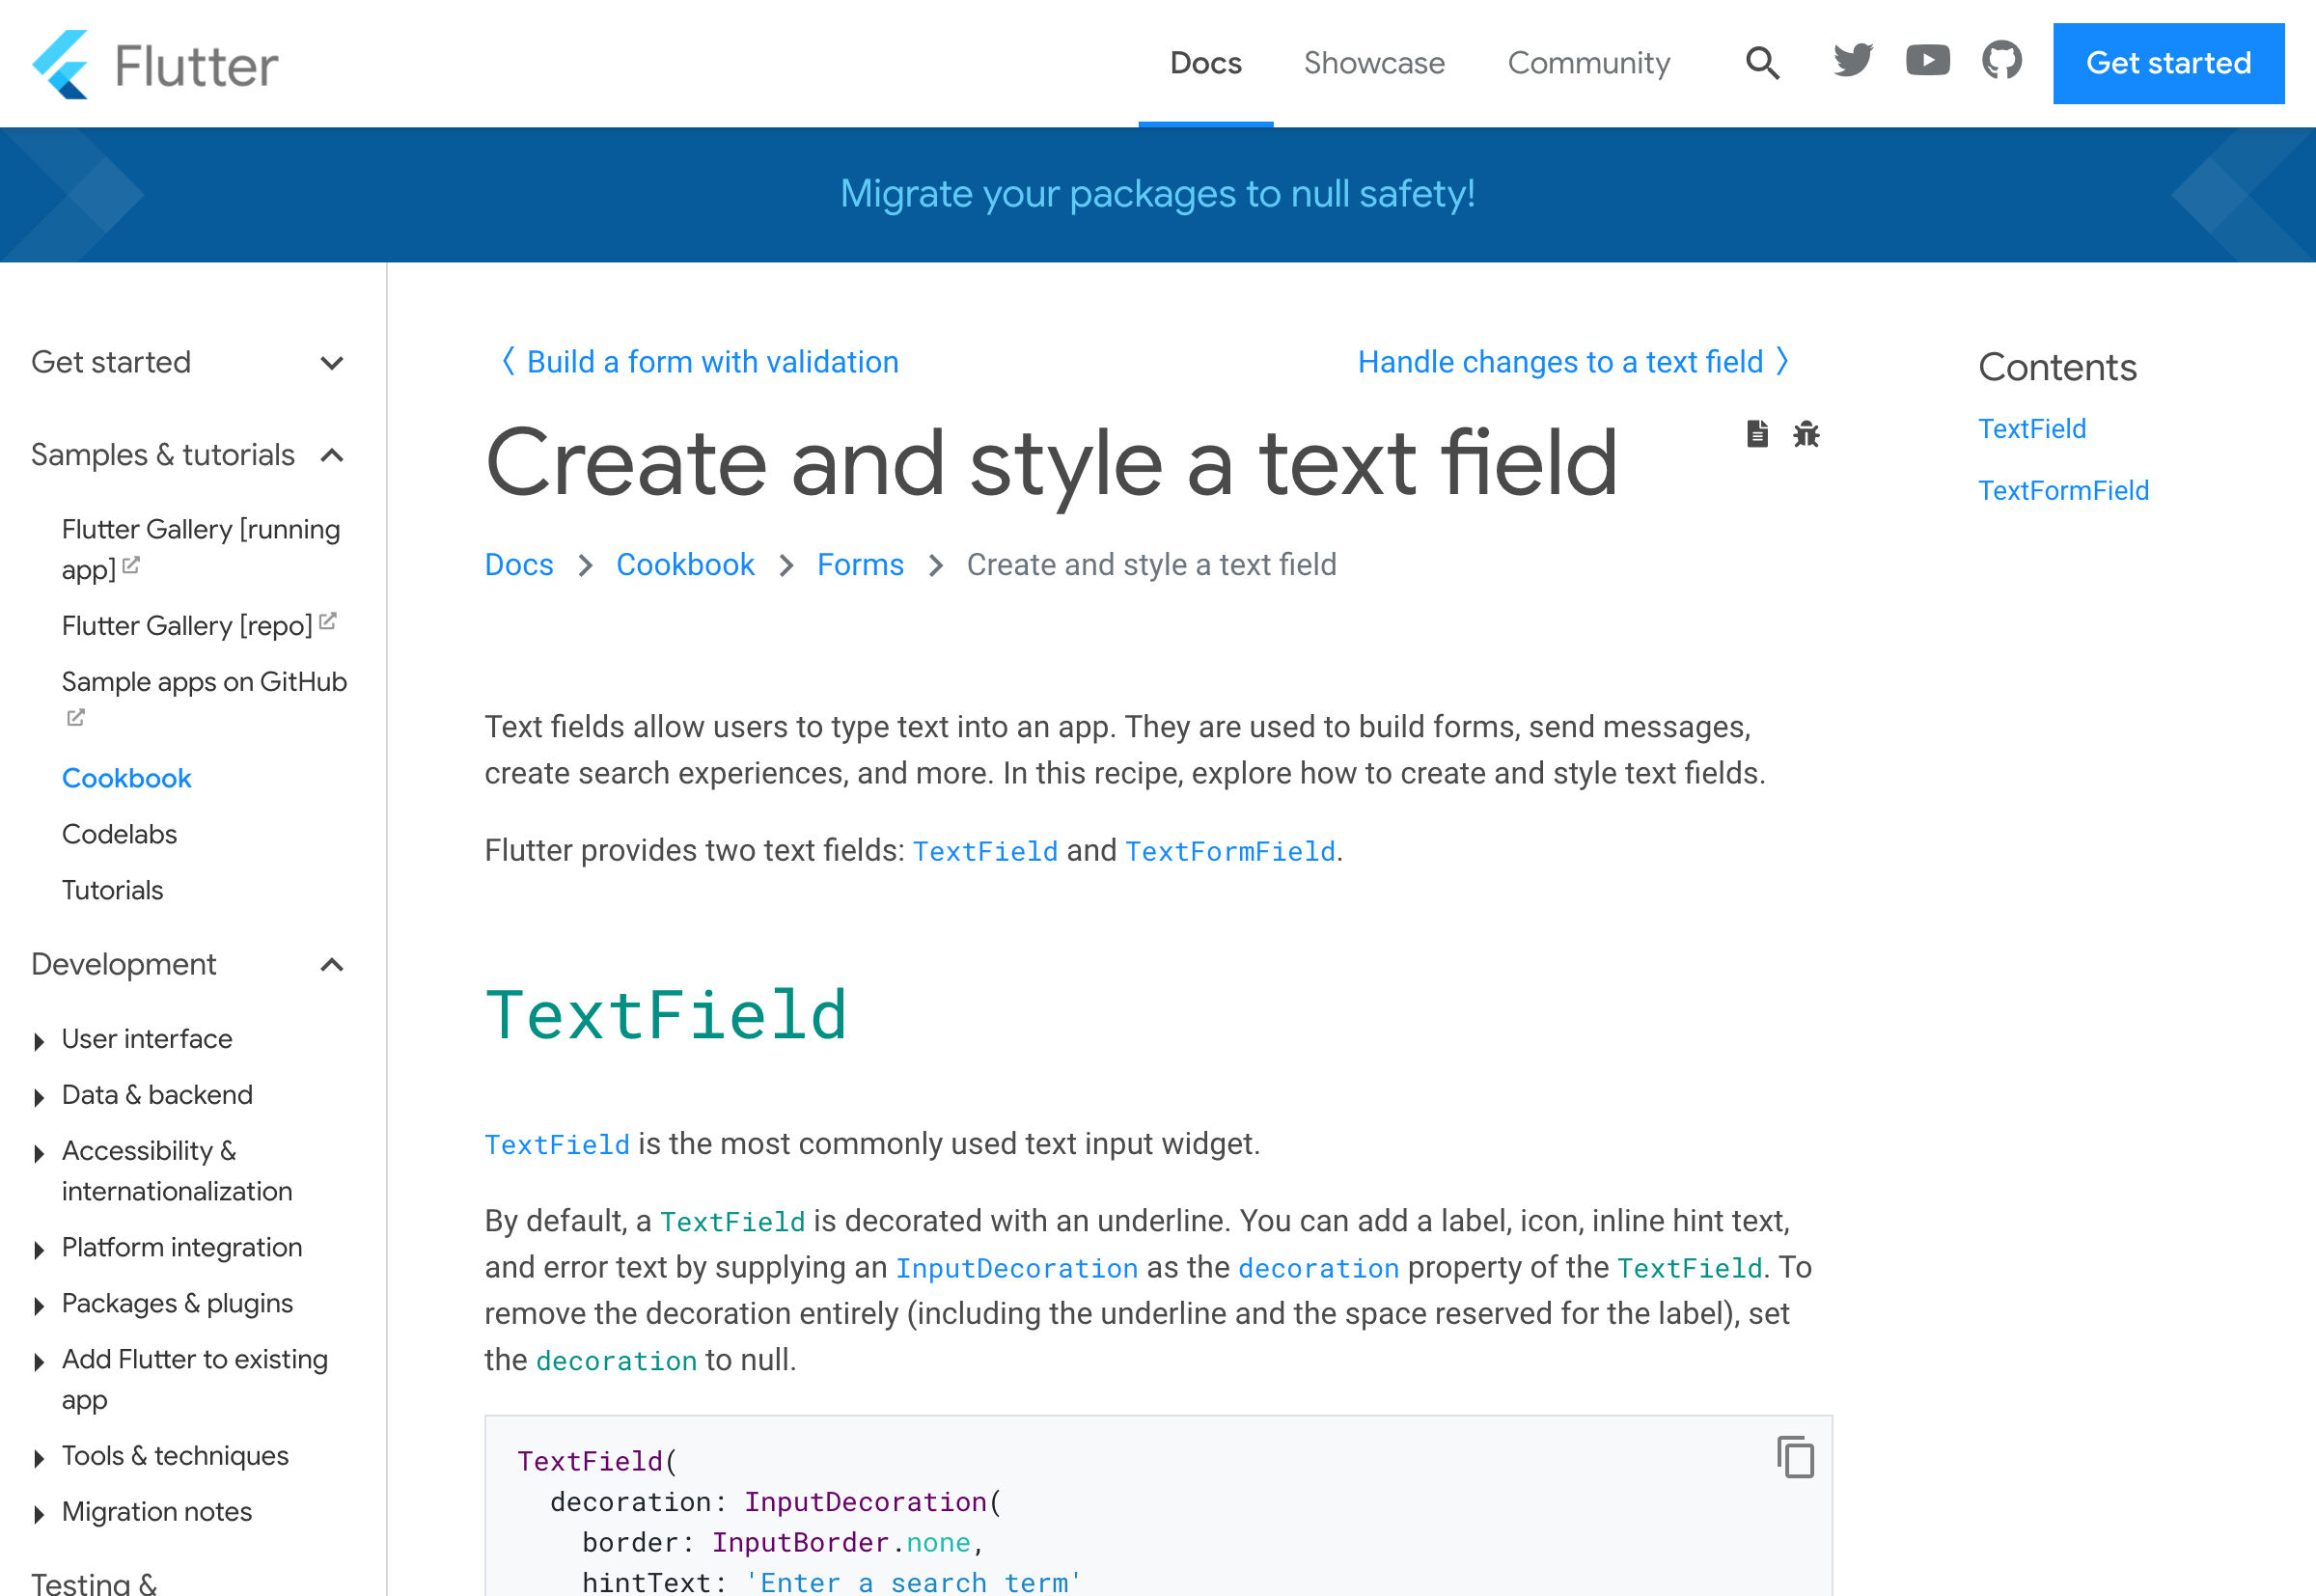 Flutter
Docs
Showcase
Community
Get started
Migrate your packages to null safety!
Get started
Samples & tutorials
Flutter Gallery [running
app]
Flutter Gallery [repo]
Sample apps on GitHub
Cookbook
Codelabs
Tutorials
Development
User interface
Data & backend
Accessibility &
internationalization
Platform integration
Packages & plugins
Add Flutter to existing
app
Tools & techniques
Migration notes
Testing &
〈 Build a form with validation
Handle changes to a text field 〉
Create and style a text field
Docs > Cookbook > Forms > Create and style a text field
Text fields allow users to type text into an app. They are used to build forms, send messages,
create search experiences, and more. In this recipe, explore how to create and style text fields.
Flutter provides two text fields: TextField and TextFormField.
TextField
TextField is the most commonly used text input widget.
By default, a TextField is decorated with an underline. You can add a label, icon, inline hint text,
and error text by supplying an InputDecoration as the decoration property of the TextField. To
remove the decoration entirely (including the underline and the space reserved for the label), set
the decoration to null.
TextField(
  decoration: InputDecoration(
    border: InputBorder.none,
    hintText: 'Enter a search term'
Contents
TextField
TextFormField